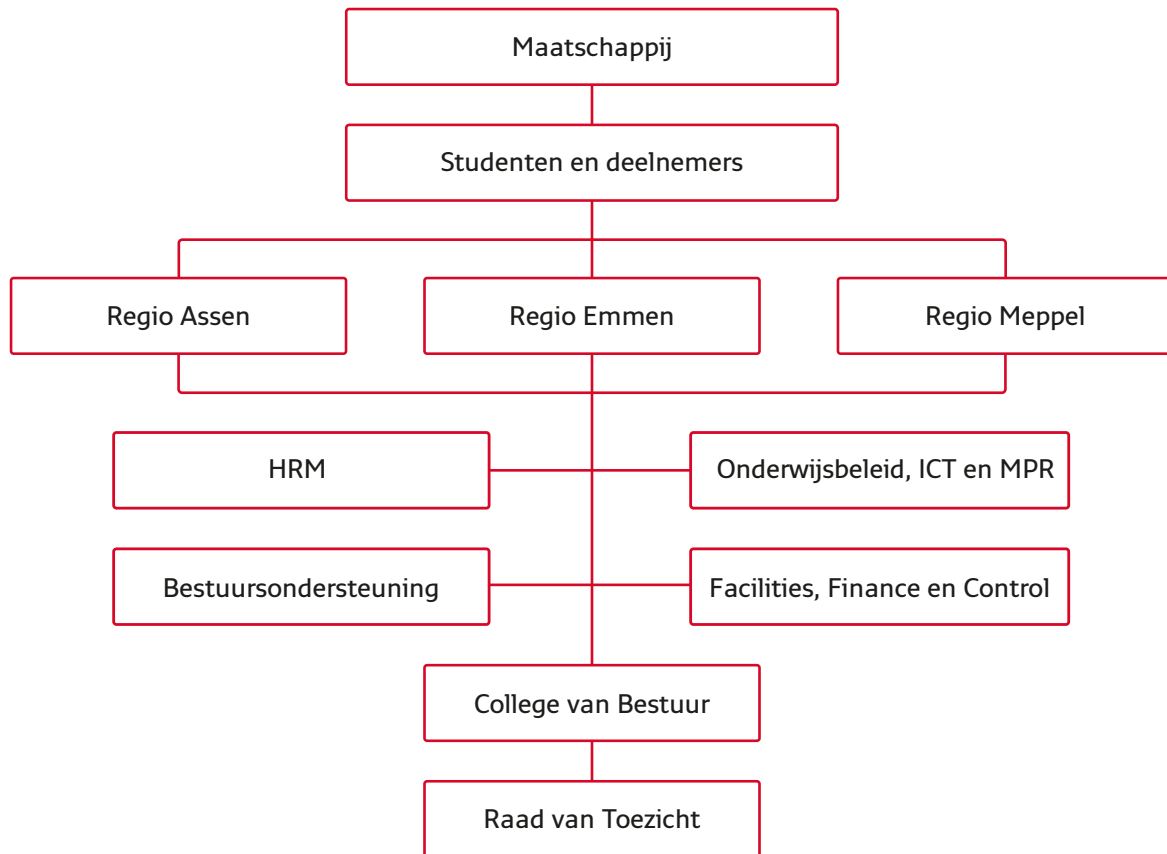 Maatschappij
Studenten en deelnemers
Regio Assen
Regio Emmen
Regio Meppel
HRM
Onderwijsbeleid, ICT en MPR
Bestuursondersteuning
Facilities, Finance en Control
College van Bestuur
Raad van Toezicht